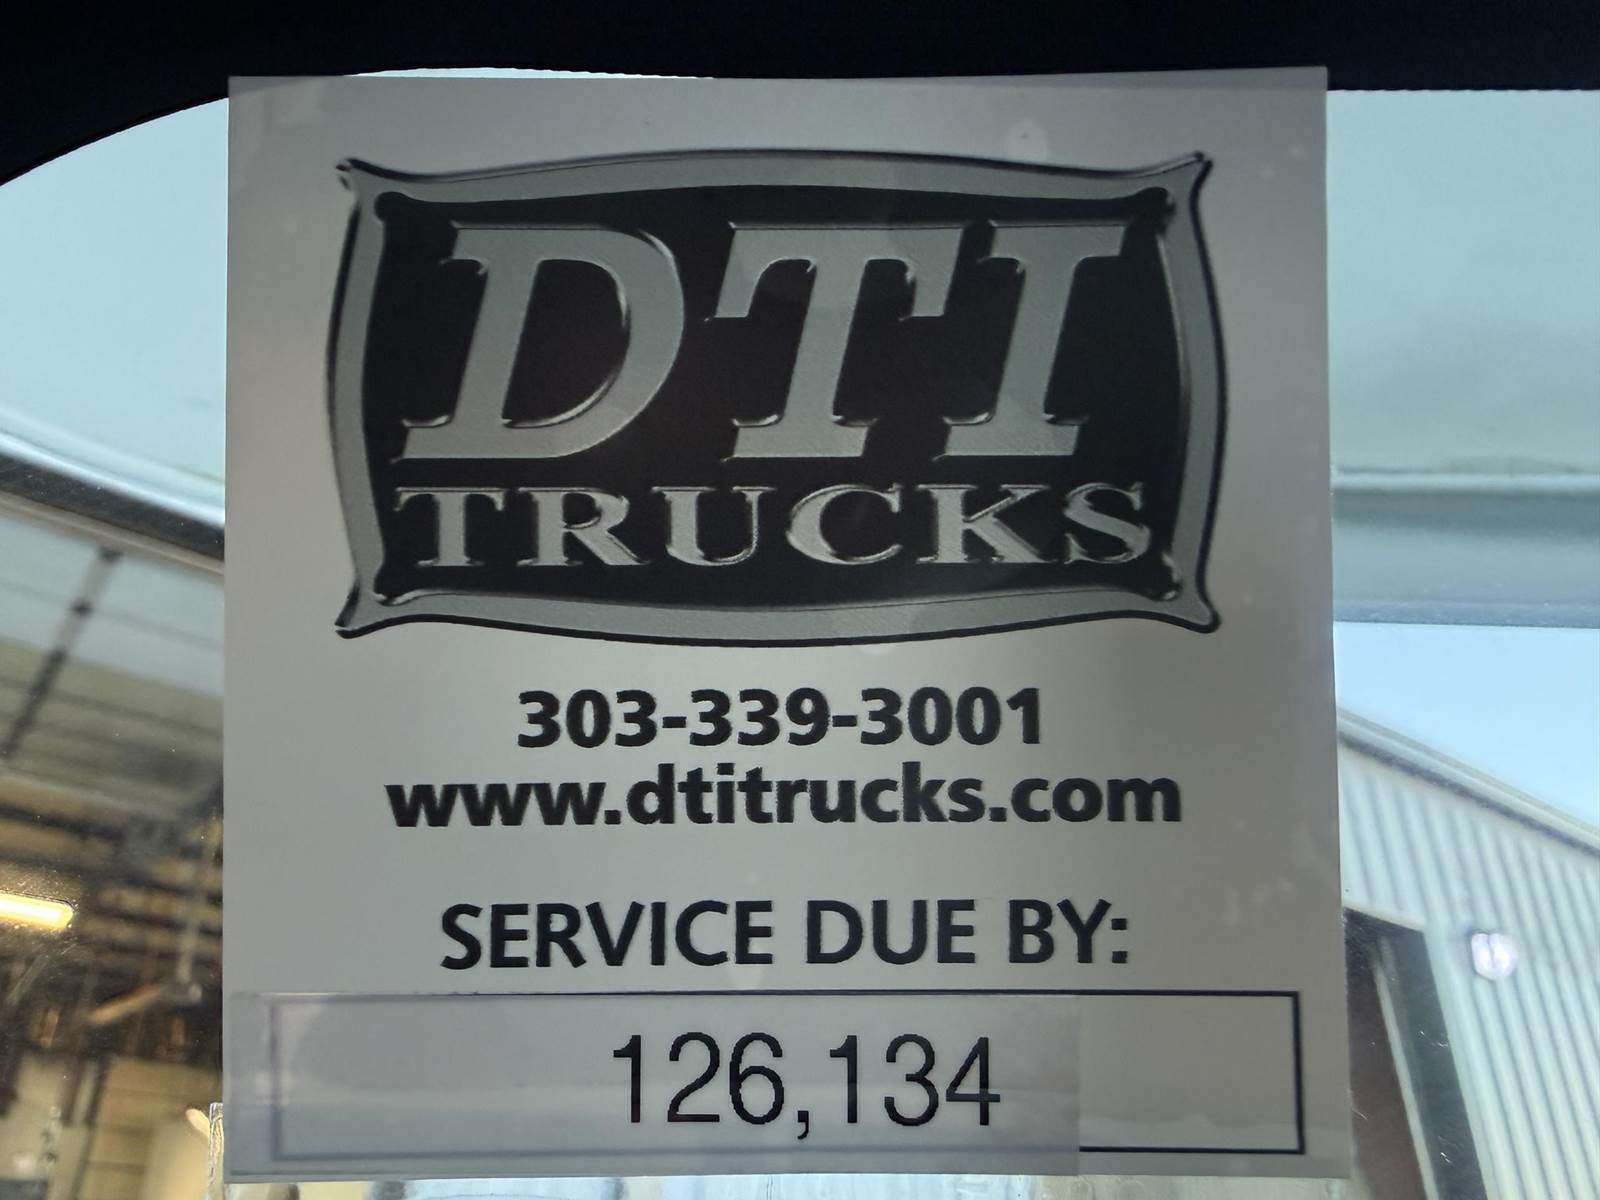 DTI
TRUCKS
303-339-3001
www.dtitrucks.com
SERVICE DUE BY:
126,134